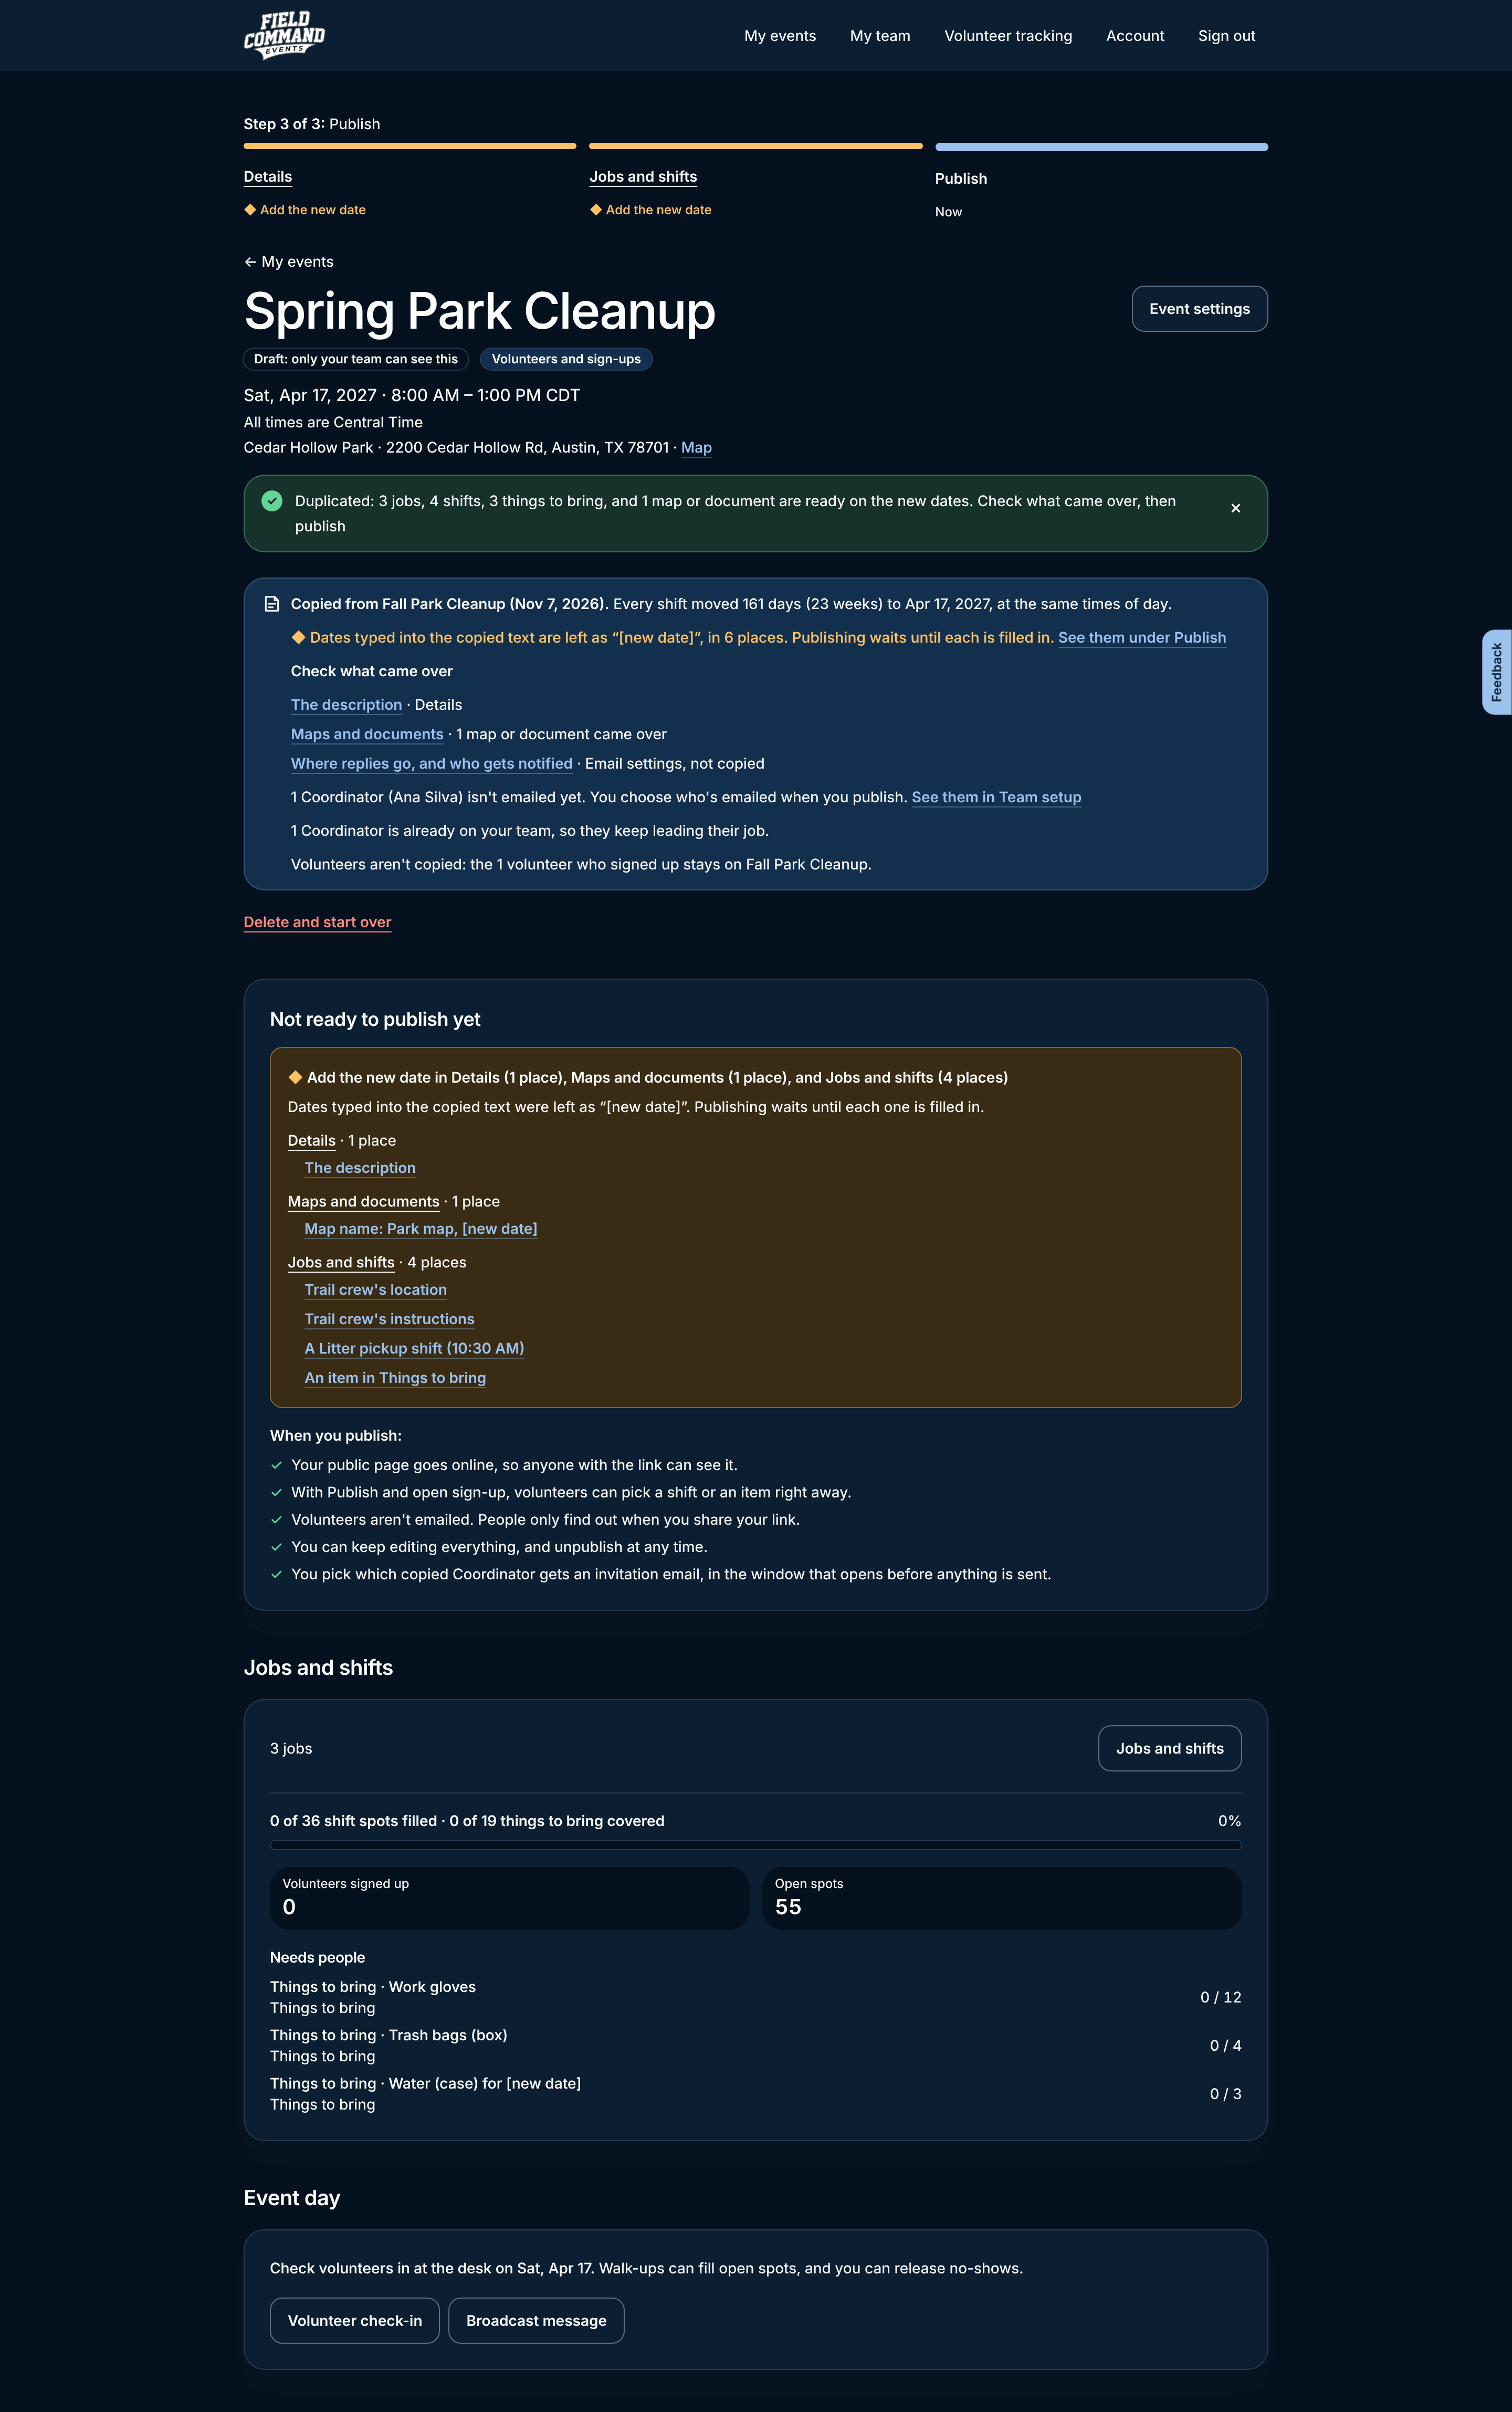 FIELD
COMMAND
EVENTS
My events
My team
Volunteer tracking
Account
Sign out
Step 3 of 3: Publish
Details
◆ Add the new date
Jobs and shifts
◆ Add the new date
Publish
Now
← My events
Spring Park Cleanup
Event settings
Draft: only your team can see this
Volunteers and sign-ups
Sat, Apr 17, 2027 · 8:00 AM – 1:00 PM CDT
All times are Central Time
Cedar Hollow Park · 2200 Cedar Hollow Rd, Austin, TX 78701 · Map
Duplicated: 3 jobs, 4 shifts, 3 things to bring, and 1 map or document are ready on the new dates. Check what came over, then
publish
Copied from Fall Park Cleanup (Nov 7, 2026). Every shift moved 161 days (23 weeks) to Apr 17, 2027, at the same times of day.
◆ Dates typed into the copied text are left as “[new date]”, in 6 places. Publishing waits until each is filled in. See them under Publish
Check what came over
The description · Details
Maps and documents · 1 map or document came over
Where replies go, and who gets notified · Email settings, not copied
1 Coordinator (Ana Silva) isn't emailed yet. You choose who's emailed when you publish. See them in Team setup
1 Coordinator is already on your team, so they keep leading their job.
Volunteers aren't copied: the 1 volunteer who signed up stays on Fall Park Cleanup.
Delete and start over
Feedback
Not ready to publish yet
◆ Add the new date in Details (1 place), Maps and documents (1 place), and Jobs and shifts (4 places)
Dates typed into the copied text were left as “[new date]”. Publishing waits until each one is filled in.
Details · 1 place
The description
Maps and documents · 1 place
Map name: Park map, [new date]
Jobs and shifts · 4 places
Trail crew's location
Trail crew's instructions
A Litter pickup shift (10:30 AM)
An item in Things to bring
When you publish:
✓ Your public page goes online, so anyone with the link can see it.
✓ With Publish and open sign-up, volunteers can pick a shift or an item right away.
✓ Volunteers aren't emailed. People only find out when you share your link.
✓ You can keep editing everything, and unpublish at any time.
✓ You pick which copied Coordinator gets an invitation email, in the window that opens before anything is sent.
Jobs and shifts
3 jobs
Jobs and shifts
0 of 36 shift spots filled · 0 of 19 things to bring covered
0%
Volunteers signed up
0
Open spots
55
Needs people
Things to bring · Work gloves
Things to bring
0 / 12
Things to bring · Trash bags (box)
Things to bring
0 / 4
Things to bring · Water (case) for [new date]
Things to bring
0 / 3
Event day
Check volunteers in at the desk on Sat, Apr 17. Walk-ups can fill open spots, and you can release no-shows.
Volunteer check-in
Broadcast message